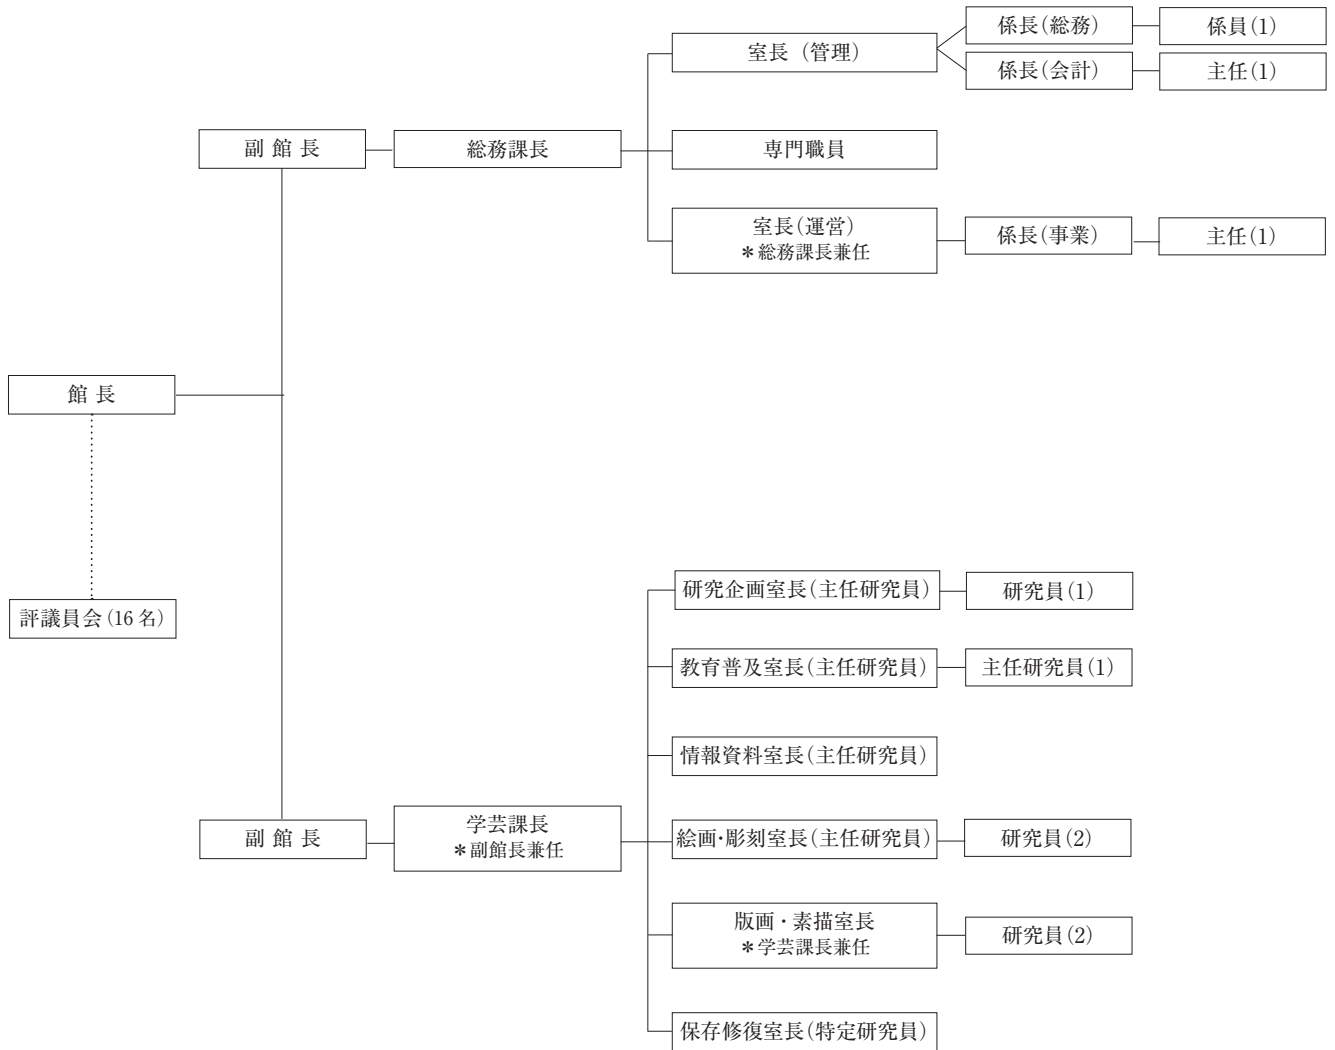 館 長
評議員会(16 名)
副 館 長
総務課長
室長（管理）
係長(総務)
係員(1)
係長(会計)
主任(1)
専門職員
室長(運営)
＊総務課長兼任
係長(事業)
主任(1)
副 館 長
学芸課長
＊副館長兼任
研究企画室長(主任研究員)
研究員(1)
教育普及室長(主任研究員)
主任研究員(1)
情報資料室長(主任研究員)
絵画・彫刻室長(主任研究員)
研究員(2)
版画・素描室長
＊学芸課長兼任
研究員(2)
保存修復室長(特定研究員)